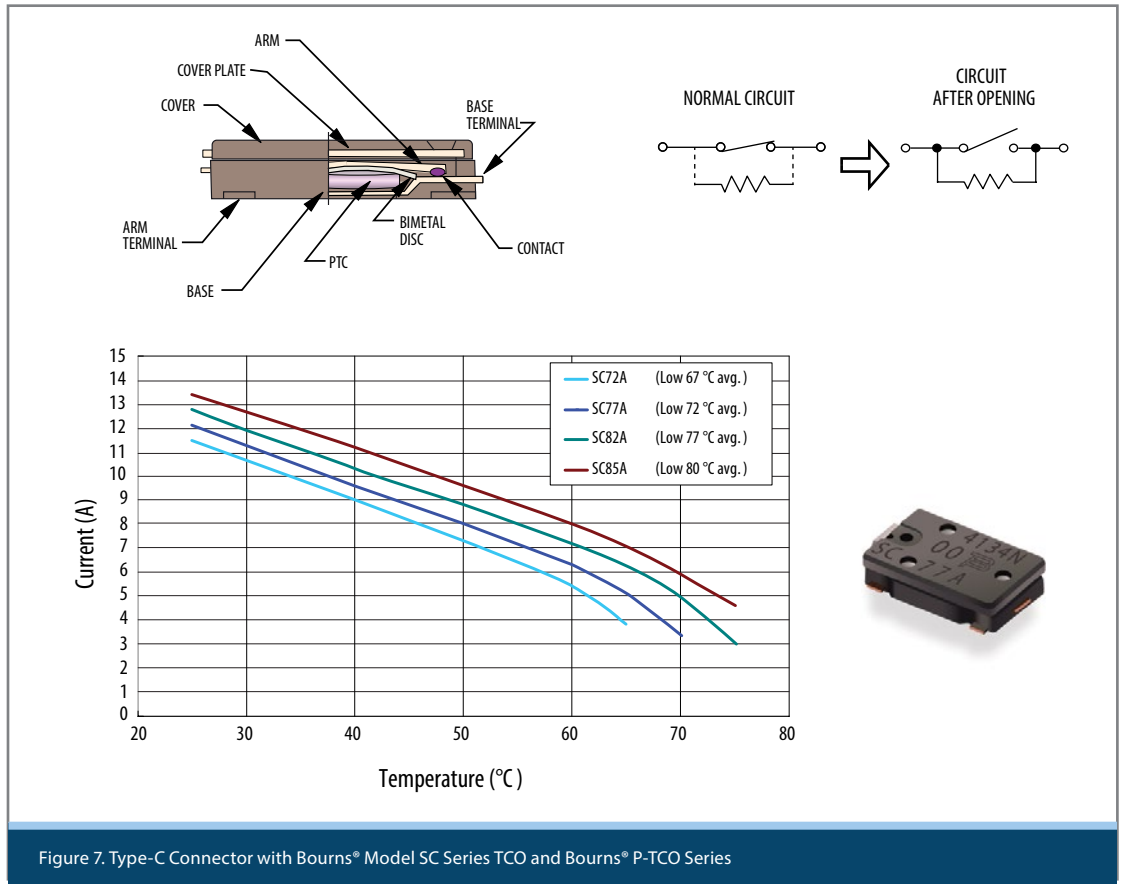 ARM
COVER PLATE
COVER
BASE
TERMINAL
ARM
TERMINAL
BASE
PTC
BIMETAL
DISC
CONTACT
NORMAL CIRCUIT
CIRCUIT
AFTER OPENING
15
14
13
12
11
10
9
8
7
6
5
4
3
2
1
0
Current (A)
20 30 40 50 60 70 80
Temperature (°C )
SC72A (Low 67 °C avg. )
SC77A (Low 72 °C avg. )
SC82A (Low 77 °C avg. )
SC85A (Low 80 °C avg. )
4134N
00
SC 77A
Figure 7. Type-C Connector with Bourns® Model SC Series TCO and Bourns® P-TCO Series